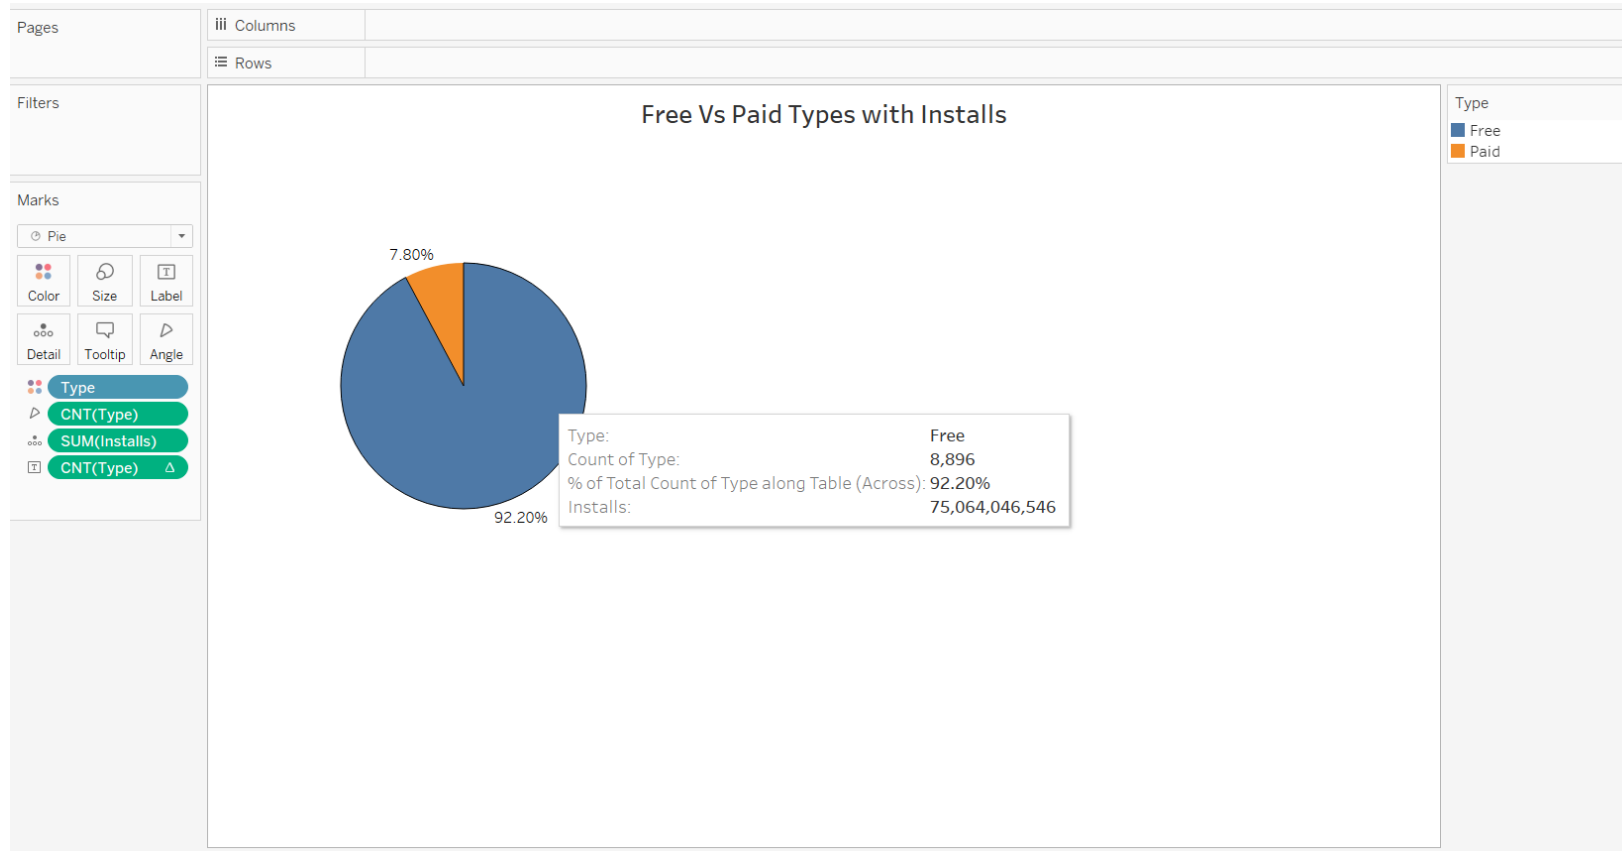 Pages
Columns
Rows
Filters
Marks
Pie
Color
Size
Label
Detail
Tooltip
Angle
Type
CNT(Type)
SUM(Installs)
CNT(Type)
Free Vs Paid Types with Installs
7.80%
92.20%
Type: Free
Count of Type: 8,896
% of Total Count of Type along Table (Across): 92.20%
Installs: 75,064,046,546
Type
Free
Paid